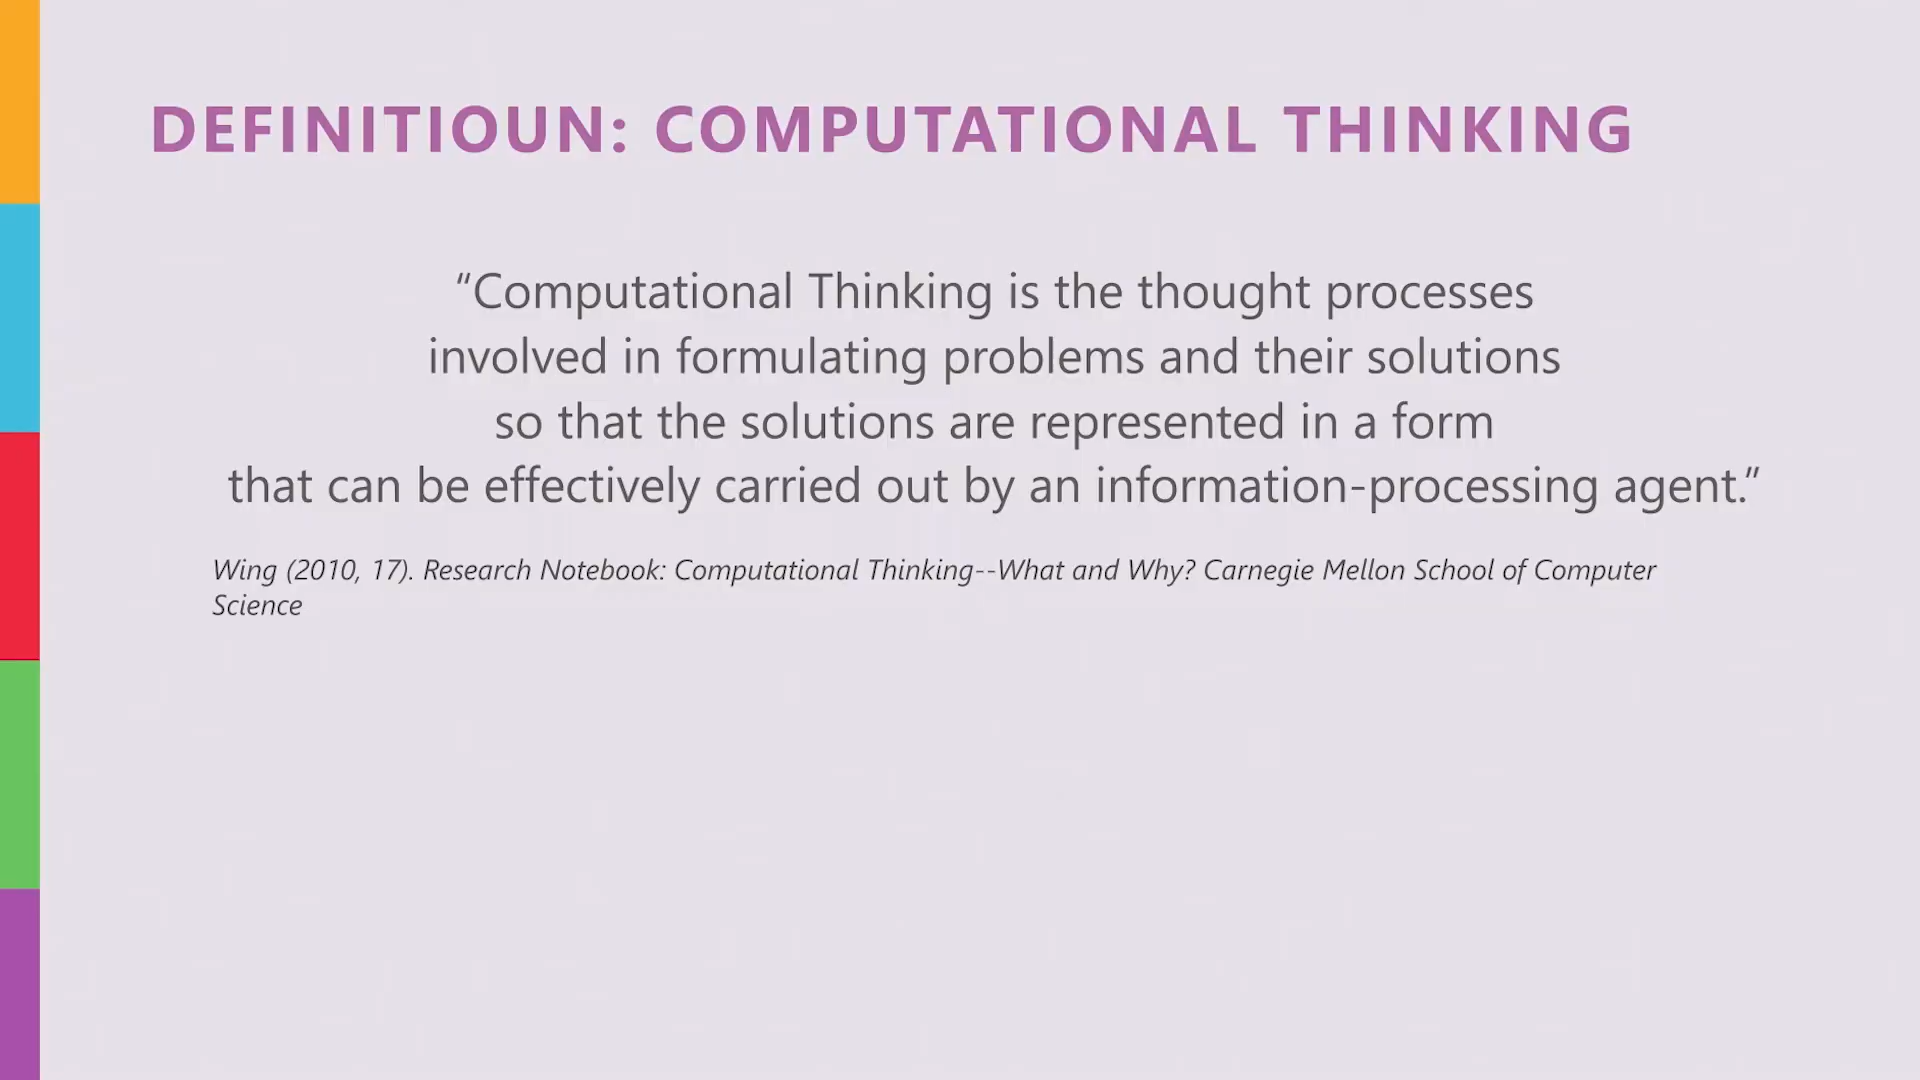 DEFINITIOUN: COMPUTATIONAL THINKING
“Computational Thinking is the thought processes
involved in formulating problems and their solutions
so that the solutions are represented in a form
that can be effectively carried out by an information-processing agent.”
Wing (2010, 17). Research Notebook: Computational Thinking--What and Why? Carnegie Mellon School of Computer
Science